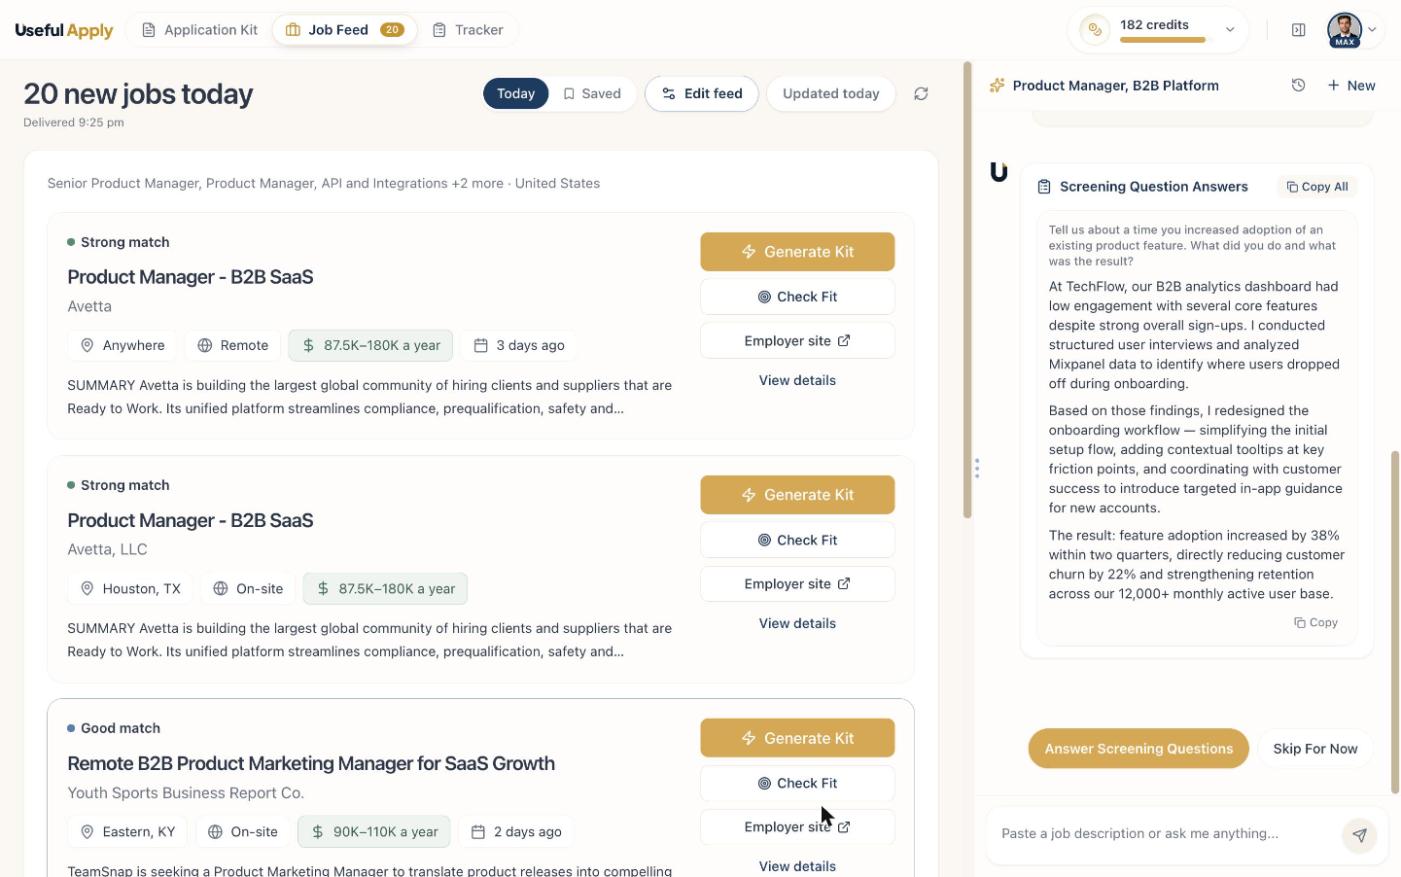 Useful Apply
Application Kit
Job Feed 20
Tracker
182 credits
MAX
20 new jobs today
Delivered 9:25 pm
Today
Saved
Edit feed
Updated today
Senior Product Manager, Product Manager, API and Integrations +2 more · United States
Strong match
Product Manager - B2B SaaS
Avetta
Anywhere
Remote
$ 87.5K–180K a year
3 days ago
SUMMARY Avetta is building the largest global community of hiring clients and suppliers that are
Ready to Work. Its unified platform streamlines compliance, prequalification, safety and...
Generate Kit
Check Fit
Employer site
View details
Strong match
Product Manager - B2B SaaS
Avetta, LLC
Houston, TX
On-site
$ 87.5K–180K a year
SUMMARY Avetta is building the largest global community of hiring clients and suppliers that are
Ready to Work. Its unified platform streamlines compliance, prequalification, safety and...
Generate Kit
Check Fit
Employer site
View details
Good match
Remote B2B Product Marketing Manager for SaaS Growth
Youth Sports Business Report Co.
Eastern, KY
On-site
$ 90K–110K a year
2 days ago
TeamSnap is seeking a Product Marketing Manager to translate product releases into compelling
Generate Kit
Check Fit
Employer site
View details
Product Manager, B2B Platform
New
U
Screening Question Answers
Copy All
Tell us about a time you increased adoption of an
existing product feature. What did you do and what
was the result?
At TechFlow, our B2B analytics dashboard had
low engagement with several core features
despite strong overall sign-ups. I conducted
structured user interviews and analyzed
Mixpanel data to identify where users dropped
off during onboarding.
Based on those findings, I redesigned the
onboarding workflow — simplifying the initial
setup flow, adding contextual tooltips at key
friction points, and coordinating with customer
success to introduce targeted in-app guidance
for new accounts.
The result: feature adoption increased by 38%
within two quarters, directly reducing customer
churn by 22% and strengthening retention
across our 12,000+ monthly active user base.
Copy
Answer Screening Questions
Skip For Now
Paste a job description or ask me anything...